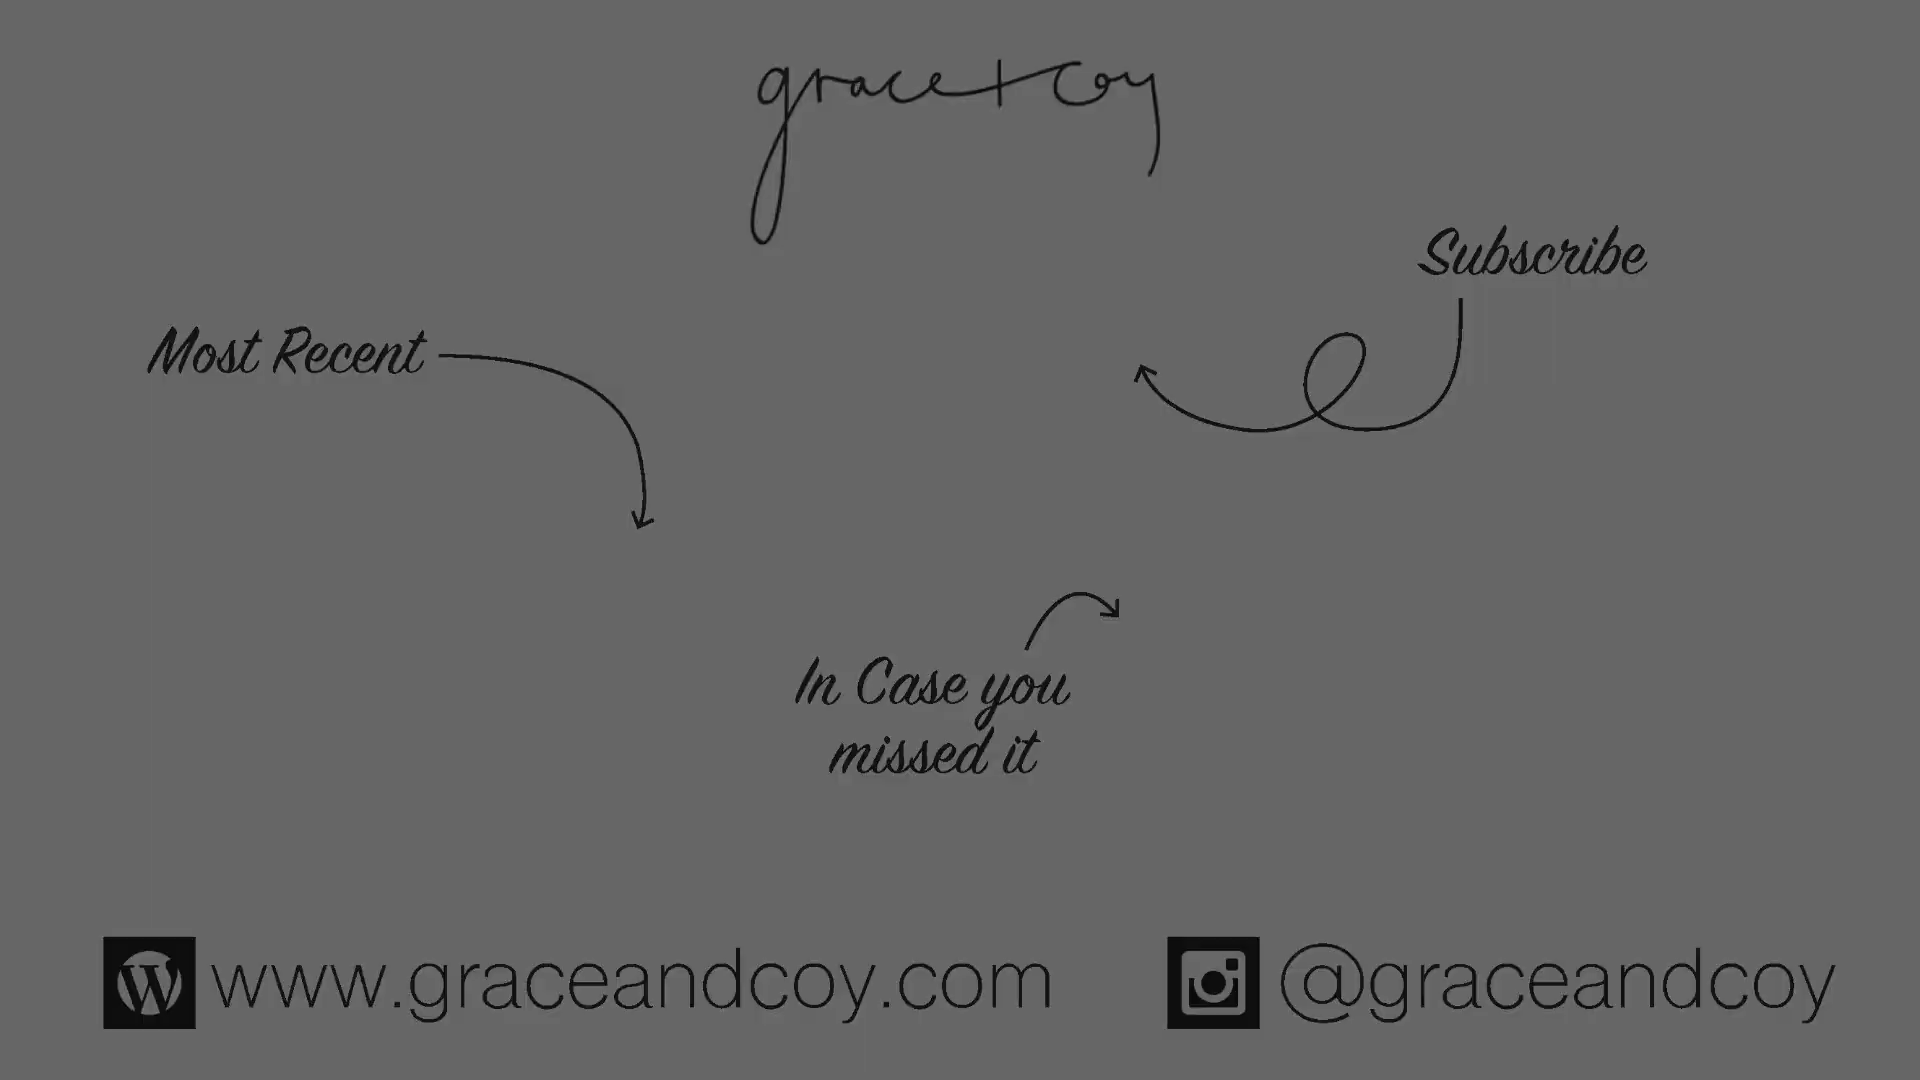 grace+coy
Subscribe
Most Recent
In Case you
missed it
www.graceandcoy.com
@graceandcoy